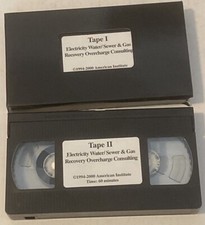 Tape I
Electricity Water/ Sewer & Gas
Recovery Overcharge Consulting
©1994-2000 American Institute
Tape II
Electricity Water/ Sewer & Gas
Recovery Overcharge Consulting
©1994-2000 American Institute
Time: 60 minutes